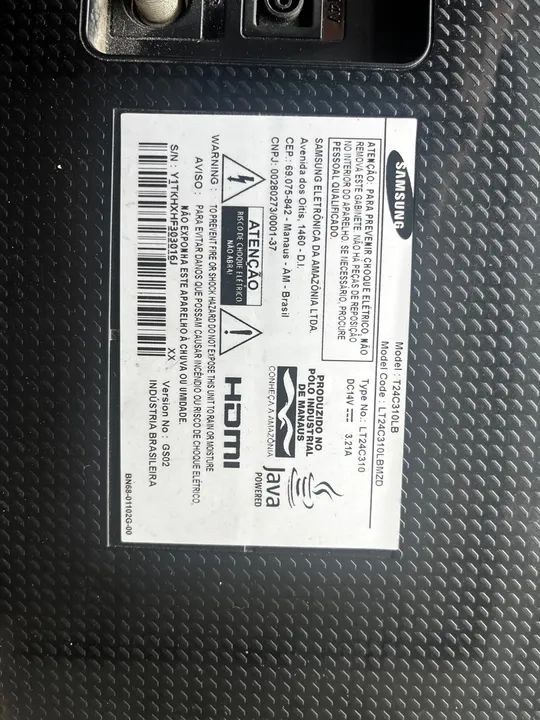 SAMSUNG
Model : T24C310LB
Model Code : LT24C310LBMZD
ATENÇÃO: PARA PREVENIR CHOQUE ELÉTRICO, NÃO
REMOVA ESTE GABINETE. NÃO HÁ PEÇAS DE REPOSIÇÃO
NO INTERIOR DO APARELHO. SE NECESSÁRIO, PROCURE
PESSOAL QUALIFICADO.
Type No.: LT24C310
DC14V 3.21A
SAMSUNG ELETRÔNICA DA AMAZÔNIA LTDA.
Avenida dos Oitis, 1460 - D.I.
CEP.: 69.075-842 - Manaus - AM - Brasil
CNPJ: 00280273/0001-37
PRODUZIDO NO
PÓLO INDUSTRIAL
DE MANAUS
CONHEÇA A AMAZÔNIA
Java
POWERED
ATENÇÃO
RISCO DE CHOQUE ELÉTRICO
NÃO ABRA!
HDMI
WARNING : TO PREVENT FIRE OR SHOCK HAZARD DO NOT EXPOSE THIS UNIT TO RAIN OR MOISTURE
AVISO : PARA EVITAR DANOS QUE POSSAM CAUSAR INCÊNDIO OU RISCO DE CHOQUE ELÉTRICO,
NÃO EXPONHA ESTE APARELHO À CHUVA OU UMIDADE.
XX Version No : GS02
S/N : Y1TKHXHF393016J
INDÚSTRIA BRASILEIRA
BN68-01102G-00